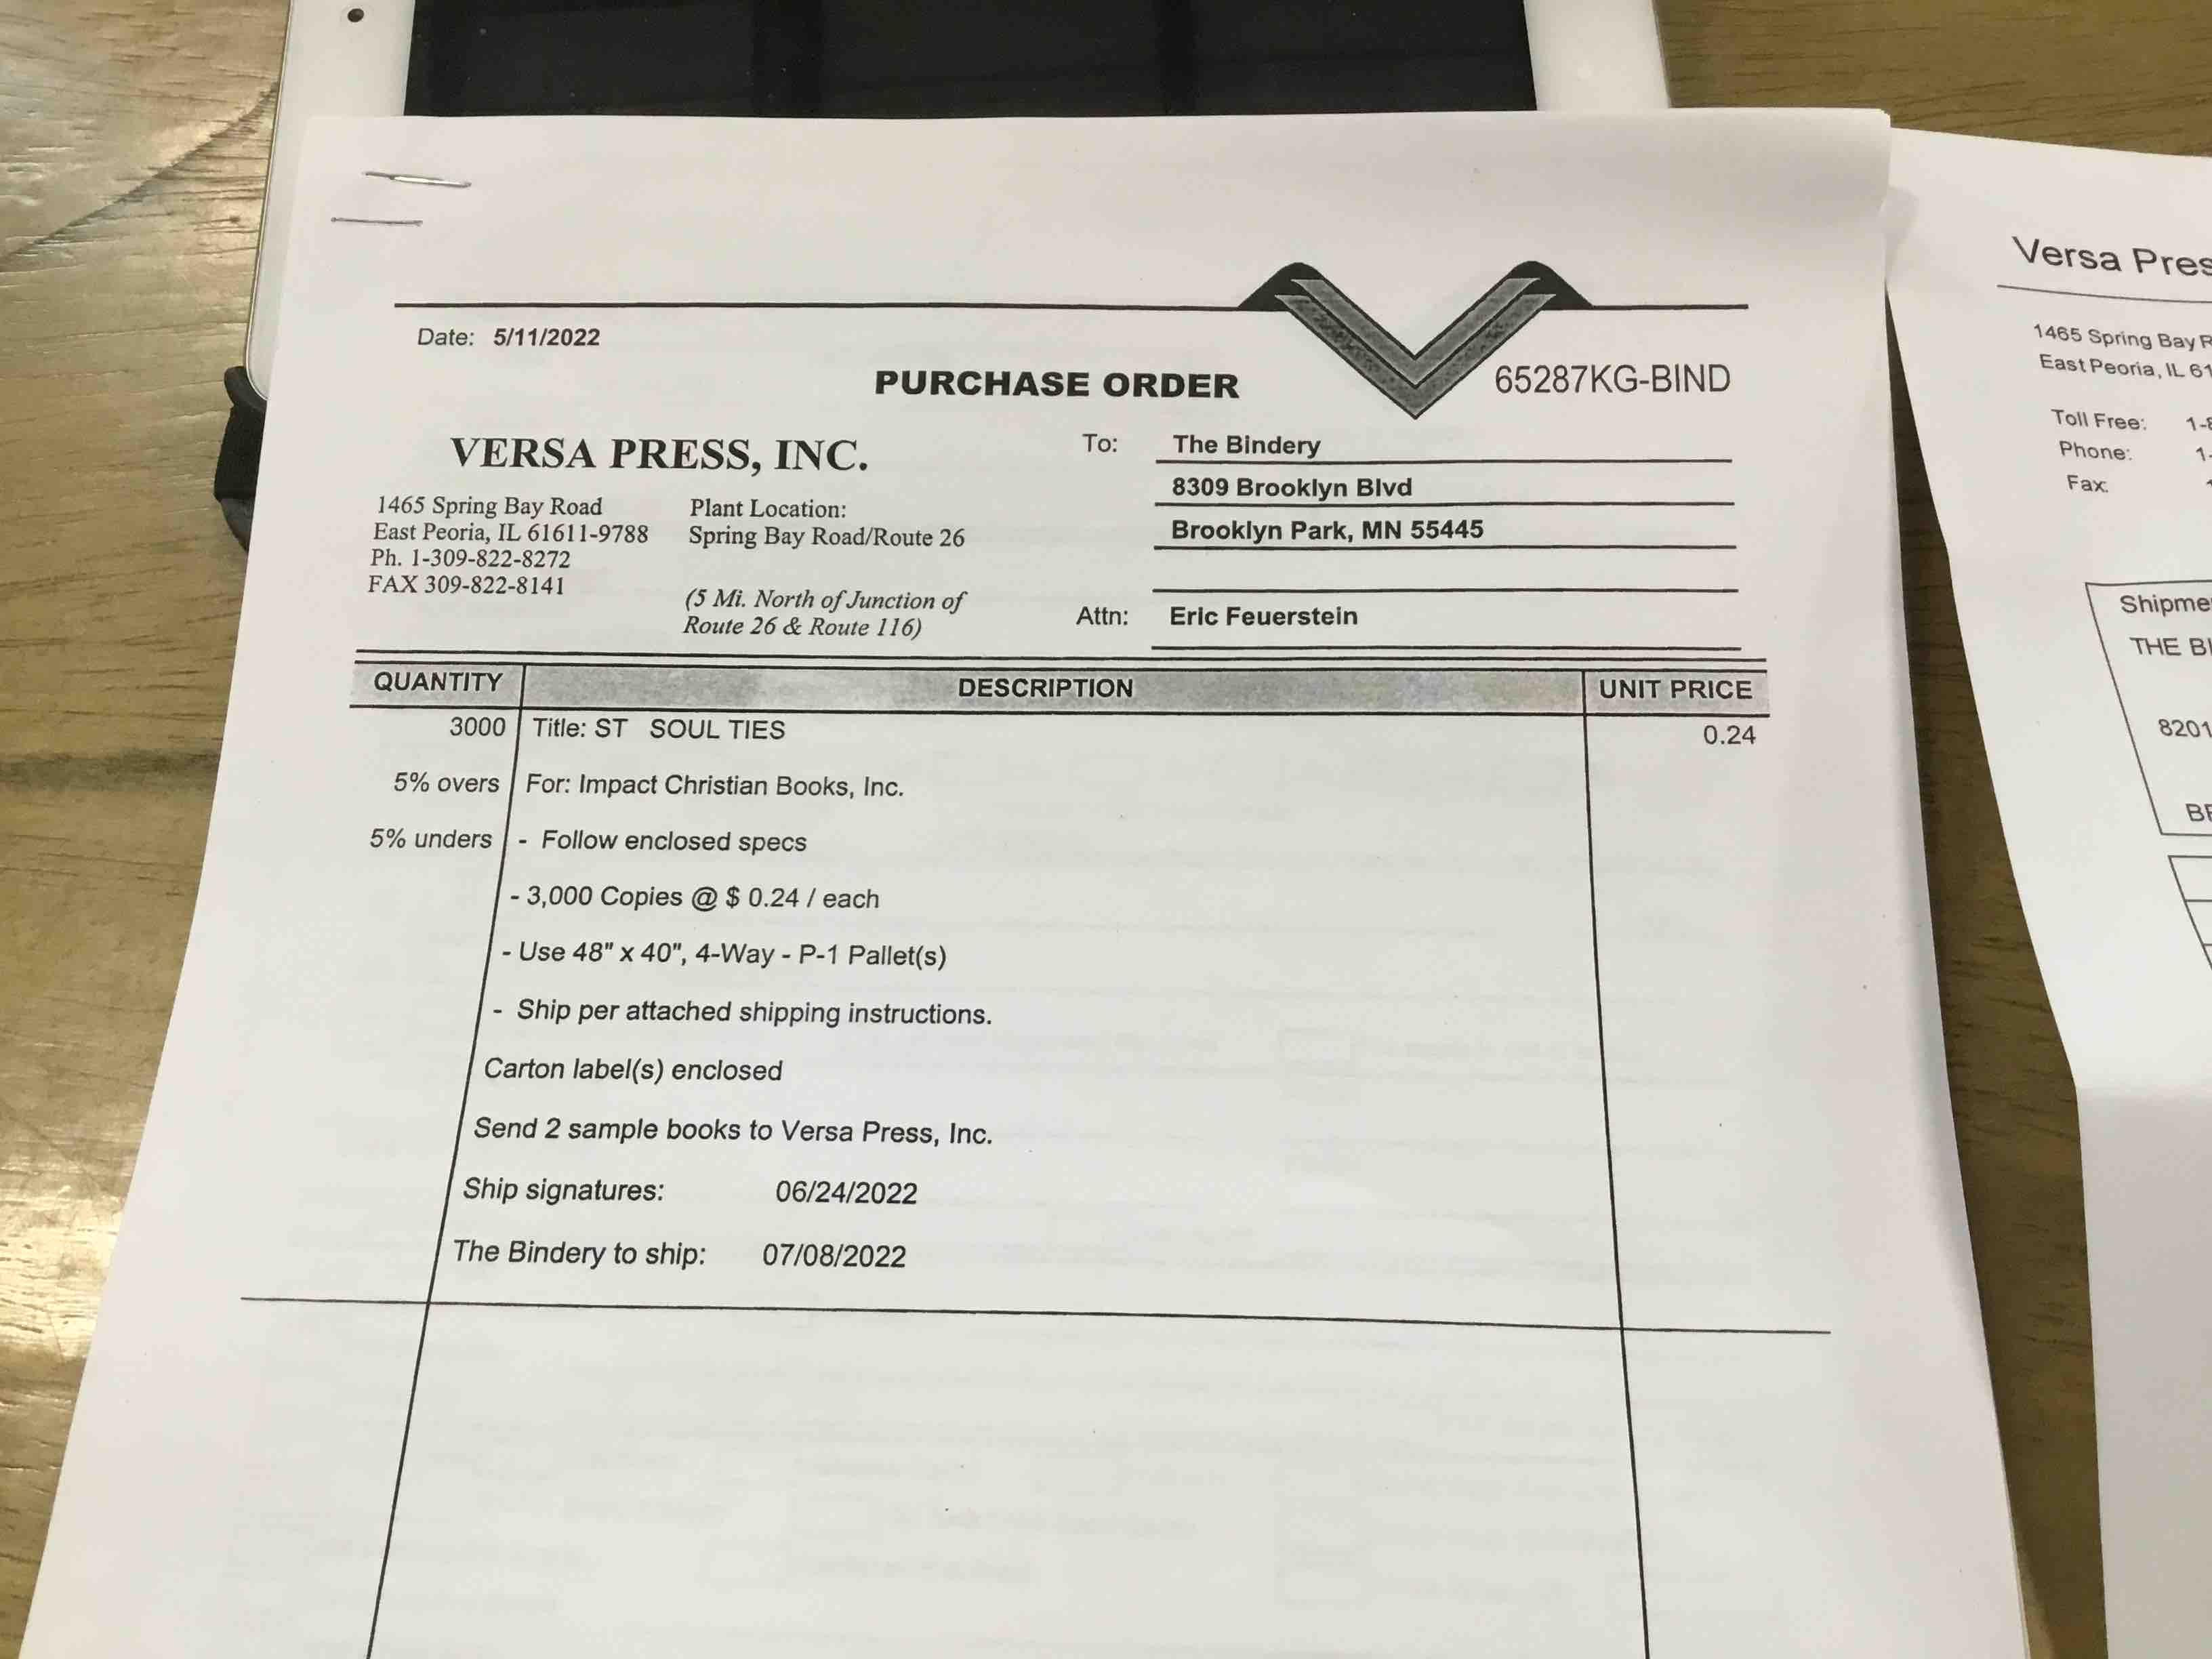 Date: 5/11/2022
PURCHASE ORDER
65287KG-BIND
VERSA PRESS, INC.
1465 Spring Bay Road
East Peoria, IL 61611-9788
Ph. 1-309-822-8272
FAX 309-822-8141
Plant Location:
Spring Bay Road/Route 26
(5 Mi. North of Junction of
Route 26 & Route 116)
To: The Bindery
8309 Brooklyn Blvd
Brooklyn Park, MN 55445
Attn: Eric Feuerstein
QUANTITY DESCRIPTION UNIT PRICE
3000 Title: ST SOUL TIES 0.24
5% overs For: Impact Christian Books, Inc.
5% unders - Follow enclosed specs
- 3,000 Copies @ $ 0.24 / each
- Use 48" x 40", 4-Way - P-1 Pallet(s)
- Ship per attached shipping instructions.
Carton label(s) enclosed
Send 2 sample books to Versa Press, Inc.
Ship signatures: 06/24/2022
The Bindery to ship: 07/08/2022
Versa Pres
1465 Spring Bay R
East Peoria, IL 61
Toll Free: 1-8
Phone: 1-
Fax:
Shipme
THE BI
8201